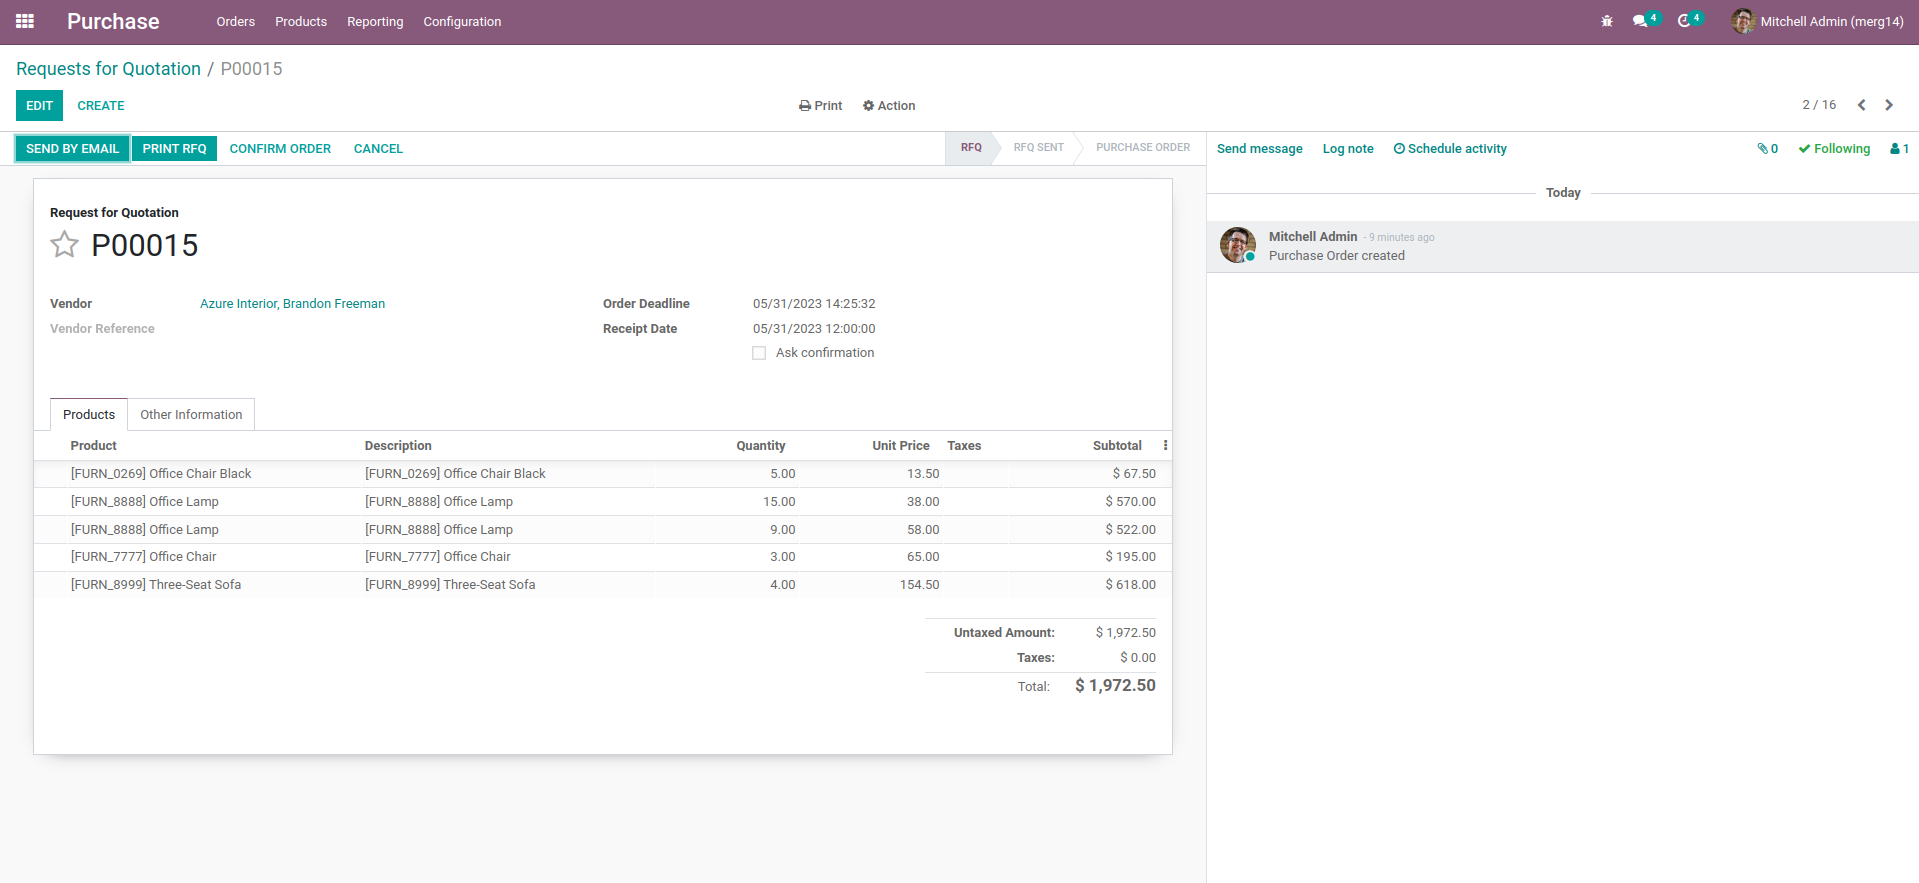 Purchase Orders Products Reporting Configuration 4 4 Mitchell Admin (merg14)
Requests for Quotation / P00015
EDIT CREATE Print Action 2 / 16
SEND BY EMAIL PRINT RFQ CONFIRM ORDER CANCEL RFQ RFQ SENT PURCHASE ORDER
Send message Log note Schedule activity 0 Following 1
Today
Mitchell Admin - 9 minutes ago
Purchase Order created
Request for Quotation
P00015
Vendor Azure Interior, Brandon Freeman Order Deadline 05/31/2023 14:25:32
Vendor Reference Receipt Date 05/31/2023 12:00:00
Ask confirmation
Products Other Information
Product Description Quantity Unit Price Taxes Subtotal
[FURN_0269] Office Chair Black [FURN_0269] Office Chair Black 5.00 13.50 $ 67.50
[FURN_8888] Office Lamp [FURN_8888] Office Lamp 15.00 38.00 $ 570.00
[FURN_8888] Office Lamp [FURN_8888] Office Lamp 9.00 58.00 $ 522.00
[FURN_7777] Office Chair [FURN_7777] Office Chair 3.00 65.00 $ 195.00
[FURN_8999] Three-Seat Sofa [FURN_8999] Three-Seat Sofa 4.00 154.50 $ 618.00
Untaxed Amount: $ 1,972.50
Taxes: $ 0.00
Total: $ 1,972.50